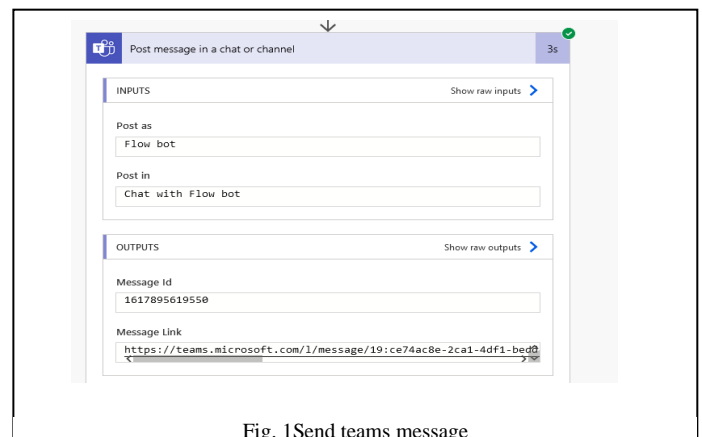 Post message in a chat or channel 3s
INPUTS Show raw inputs
Post as
Flow bot
Post in
Chat with Flow bot
OUTPUTS Show raw outputs
Message Id
1617895619550
Message Link
https://teams.microsoft.com/l/message/19:ce74ac8e-2ca1-4df1-bed
Fig. 1Send teams message